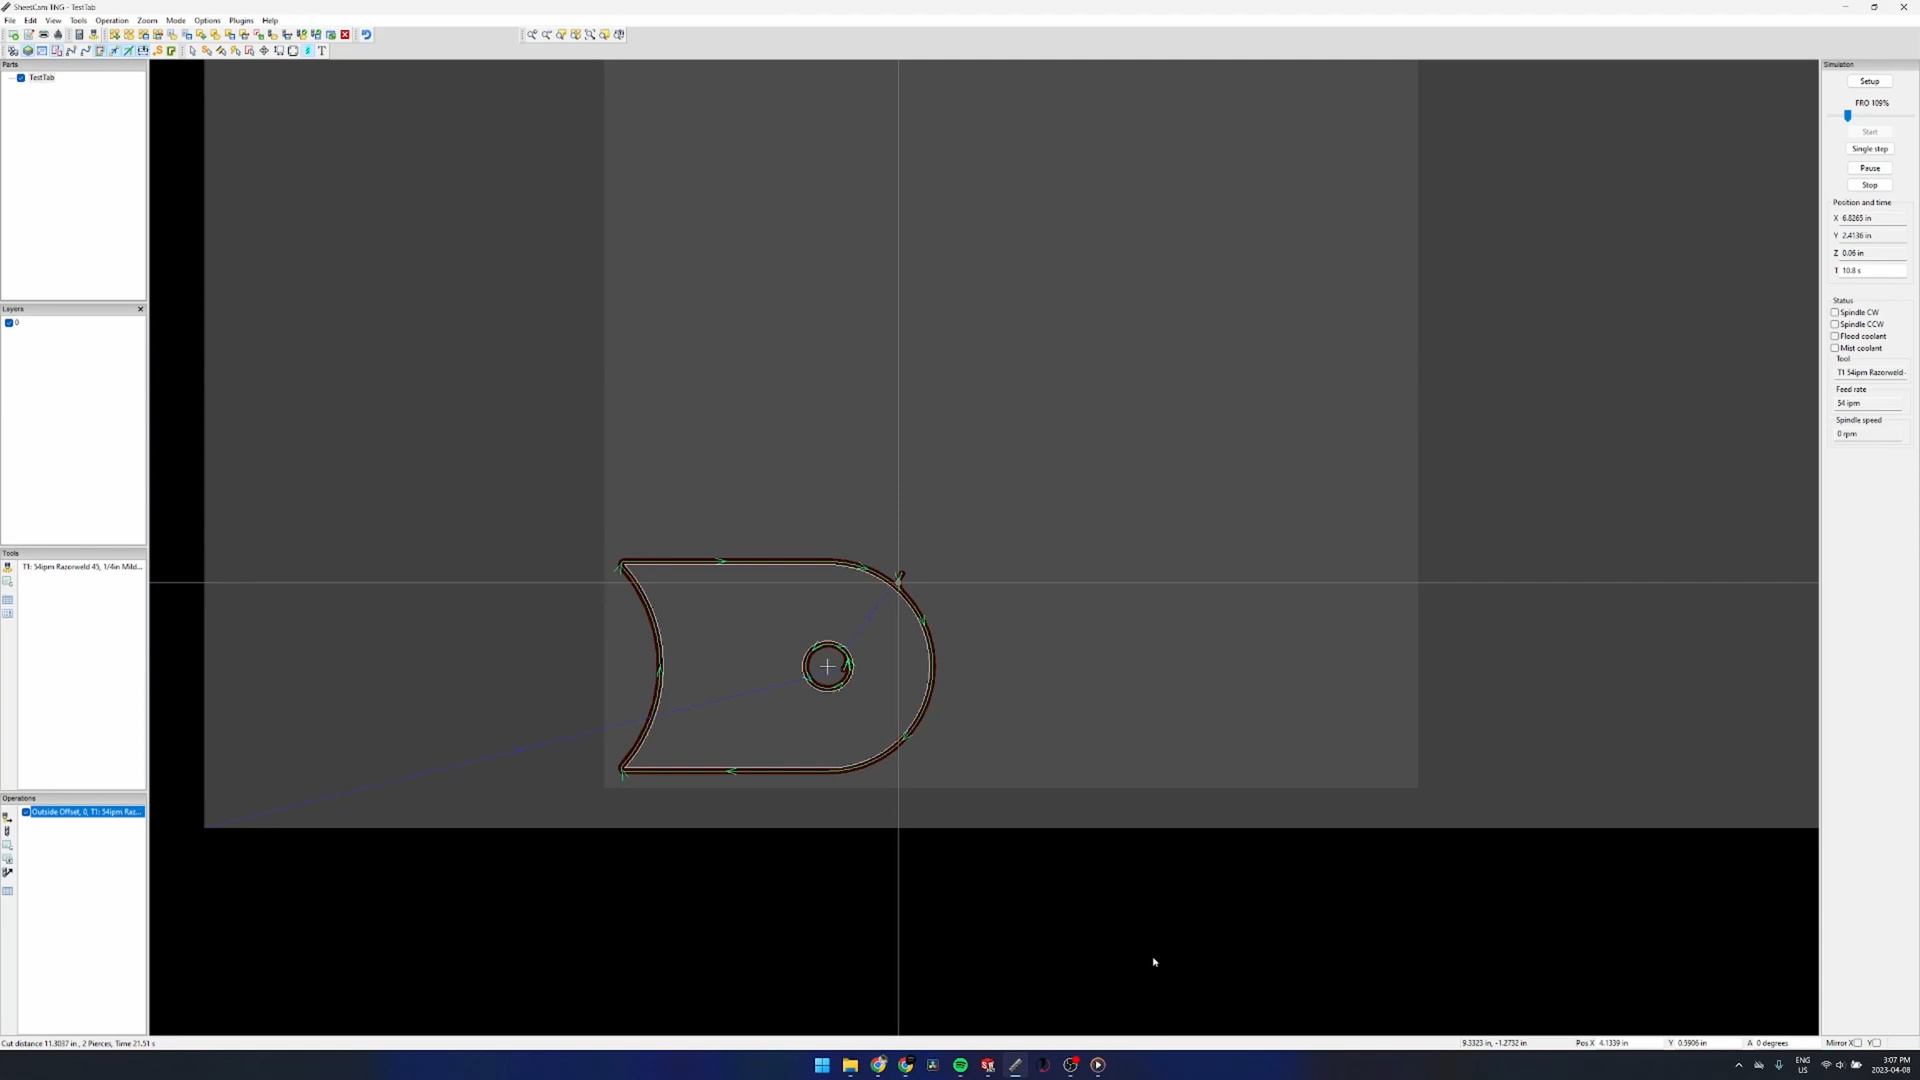 SheetCam TNG - TestTab
File Edit View Tools Operation Zoom Mode Options Plugins Help
Parts
TestTab
Layers
0
Tools
T1: 54ipm Razorweld 45, 1/4in Mild...
Operations
Outside Offset, 0, T1: 54ipm Raz...
Simulation
Setup
FRO 109%
Start
Single step
Pause
Stop
Position and time
X 6.8265 in
Y 2.4136 in
Z 0.06 in
T 10.8 s
Status
Spindle CW
Spindle CCW
Flood coolant
Mist coolant
Tool
T1 54ipm Razorweld
Feed rate
54 ipm
Spindle speed
0 rpm
Cut distance 11.3037 in , 2 Pierces, Time 21.51 s
9.3323 in, -1.2732 in Pos X 4.1339 in Y 0.5906 in A 0 degrees Mirror X Y
ENG
US
3:07 PM
2023-04-08